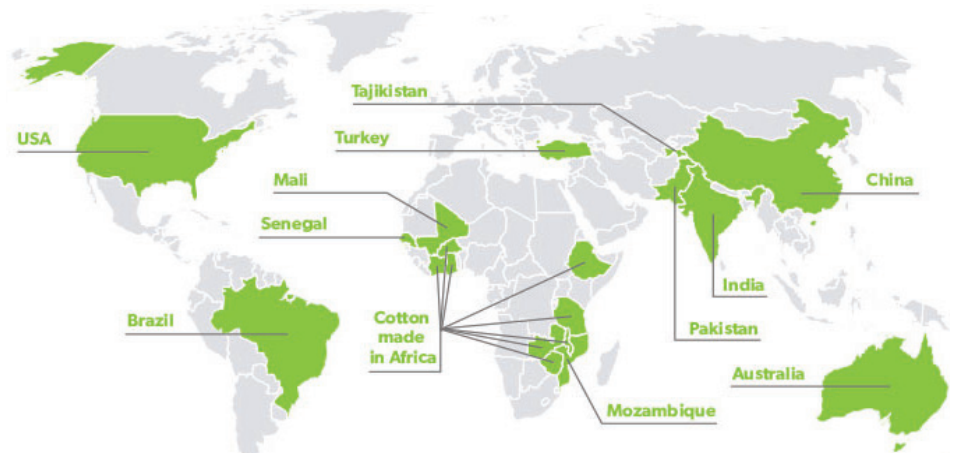 Tajikistan
USA
Turkey
Mali
China
Senegal
India
Brazil
Cotton
made
in Africa
Pakistan
Australia
Mozambique